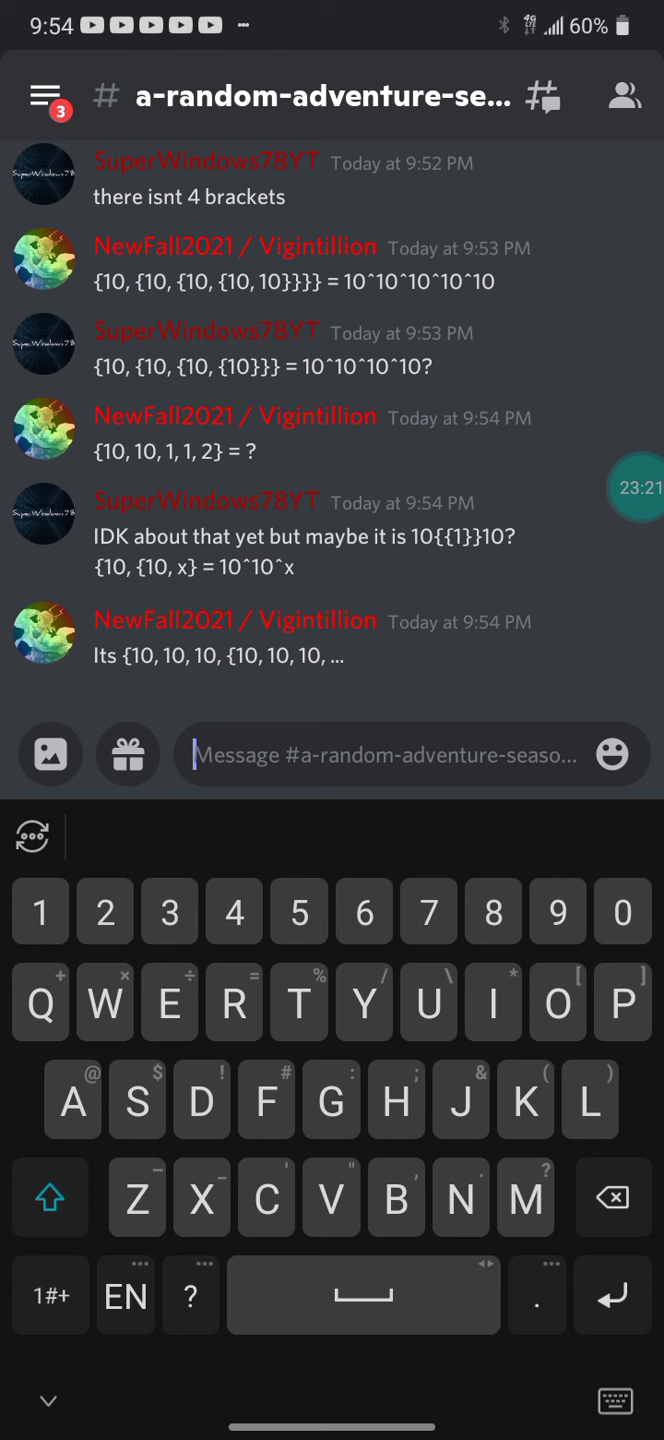 9:54
4G
LTE
60%
3
# a-random-adventure-se...
SuperWindows78YT Today at 9:52 PM
there isnt 4 brackets
NewFall2021 / Vigintillion Today at 9:53 PM
{10, {10, {10, {10, 10}}}} = 10^10^10^10^10
SuperWindows78YT Today at 9:53 PM
{10, {10, {10, {10}}} = 10^10^10^10?
NewFall2021 / Vigintillion Today at 9:54 PM
{10, 10, 1, 1, 2} = ?
23:21
SuperWindows78YT Today at 9:54 PM
IDK about that yet but maybe it is 10{{1}}10?
{10, {10, x} = 10^10^x
NewFall2021 / Vigintillion Today at 9:54 PM
Its {10, 10, 10, {10, 10, 10, ...
Message #a-random-adventure-seaso...
1 2 3 4 5 6 7 8 9 0
+ × ÷ = % / \ * [ ]
Q W E R T Y U I O P
@ $ ! # : ; & ( )
A S D F G H J K L
- _ ' " , . ?
Z X C V B N M
1#+ EN ? .